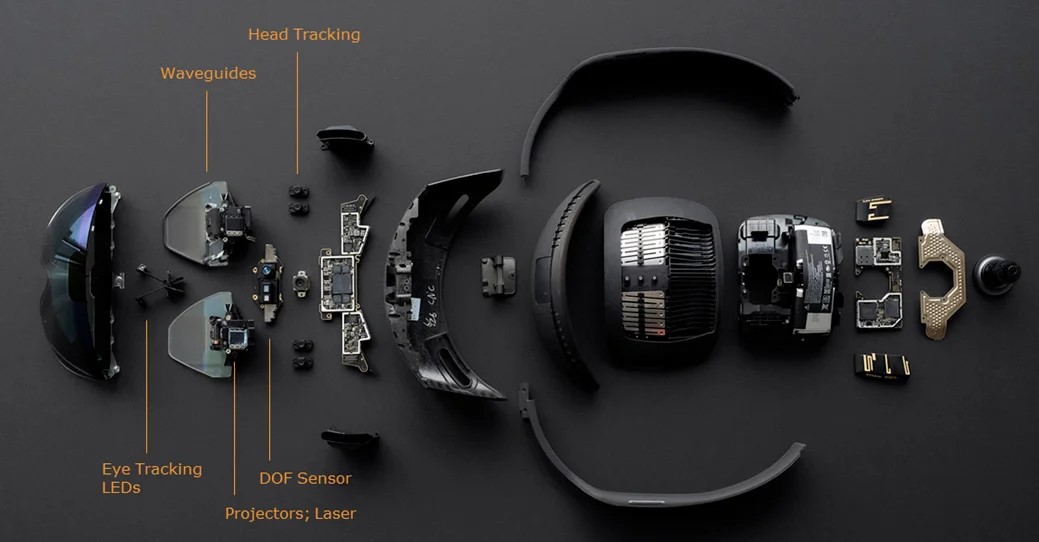 Head Tracking
Waveguides
Eye Tracking
LEDs
DOF Sensor
Projectors; Laser